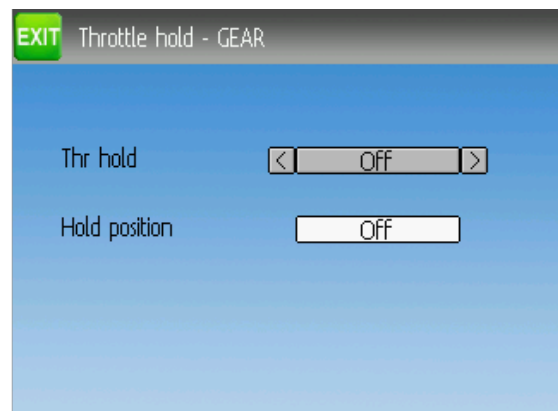 EXIT Throttle hold - GEAR
Thr hold < Off >
Hold position Off